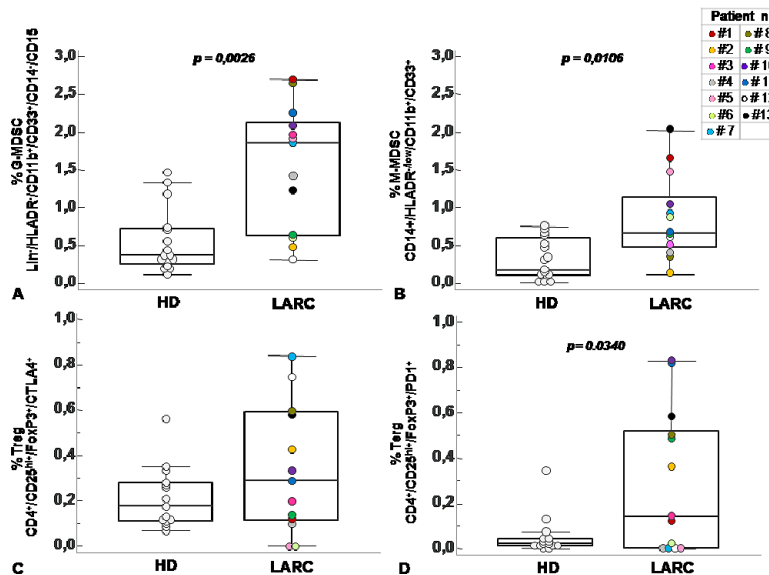 Patient n
#1 #8
#2 #9
#3 #10
#4 #1
#5 #12
#6 #13
#7
p = 0,0026
3,0
2,5
2,0
1,5
1,0
0,5
0,0
% G-MDSC
Lin-/HLADR-/CD11b+/CD33+/CD14-/CD15
A
HD
LARC
p = 0,0106
3,0
2,5
2,0
1,5
1,0
0,5
0,0
% M-MDSC
CD14+/HLADR-/low/CD11b+/CD33+
B
HD
LARC
1,0
0,8
0,6
0,4
0,2
0,0
% Treg
CD4+/CD25hi+/FoxP3+/CTLA4+
C
HD
LARC
p= 0.0340
1,0
0,8
0,6
0,4
0,2
0,0
% Terg
CD4+/CD25hi+/FoxP3+/PD1+
D
HD
LARC